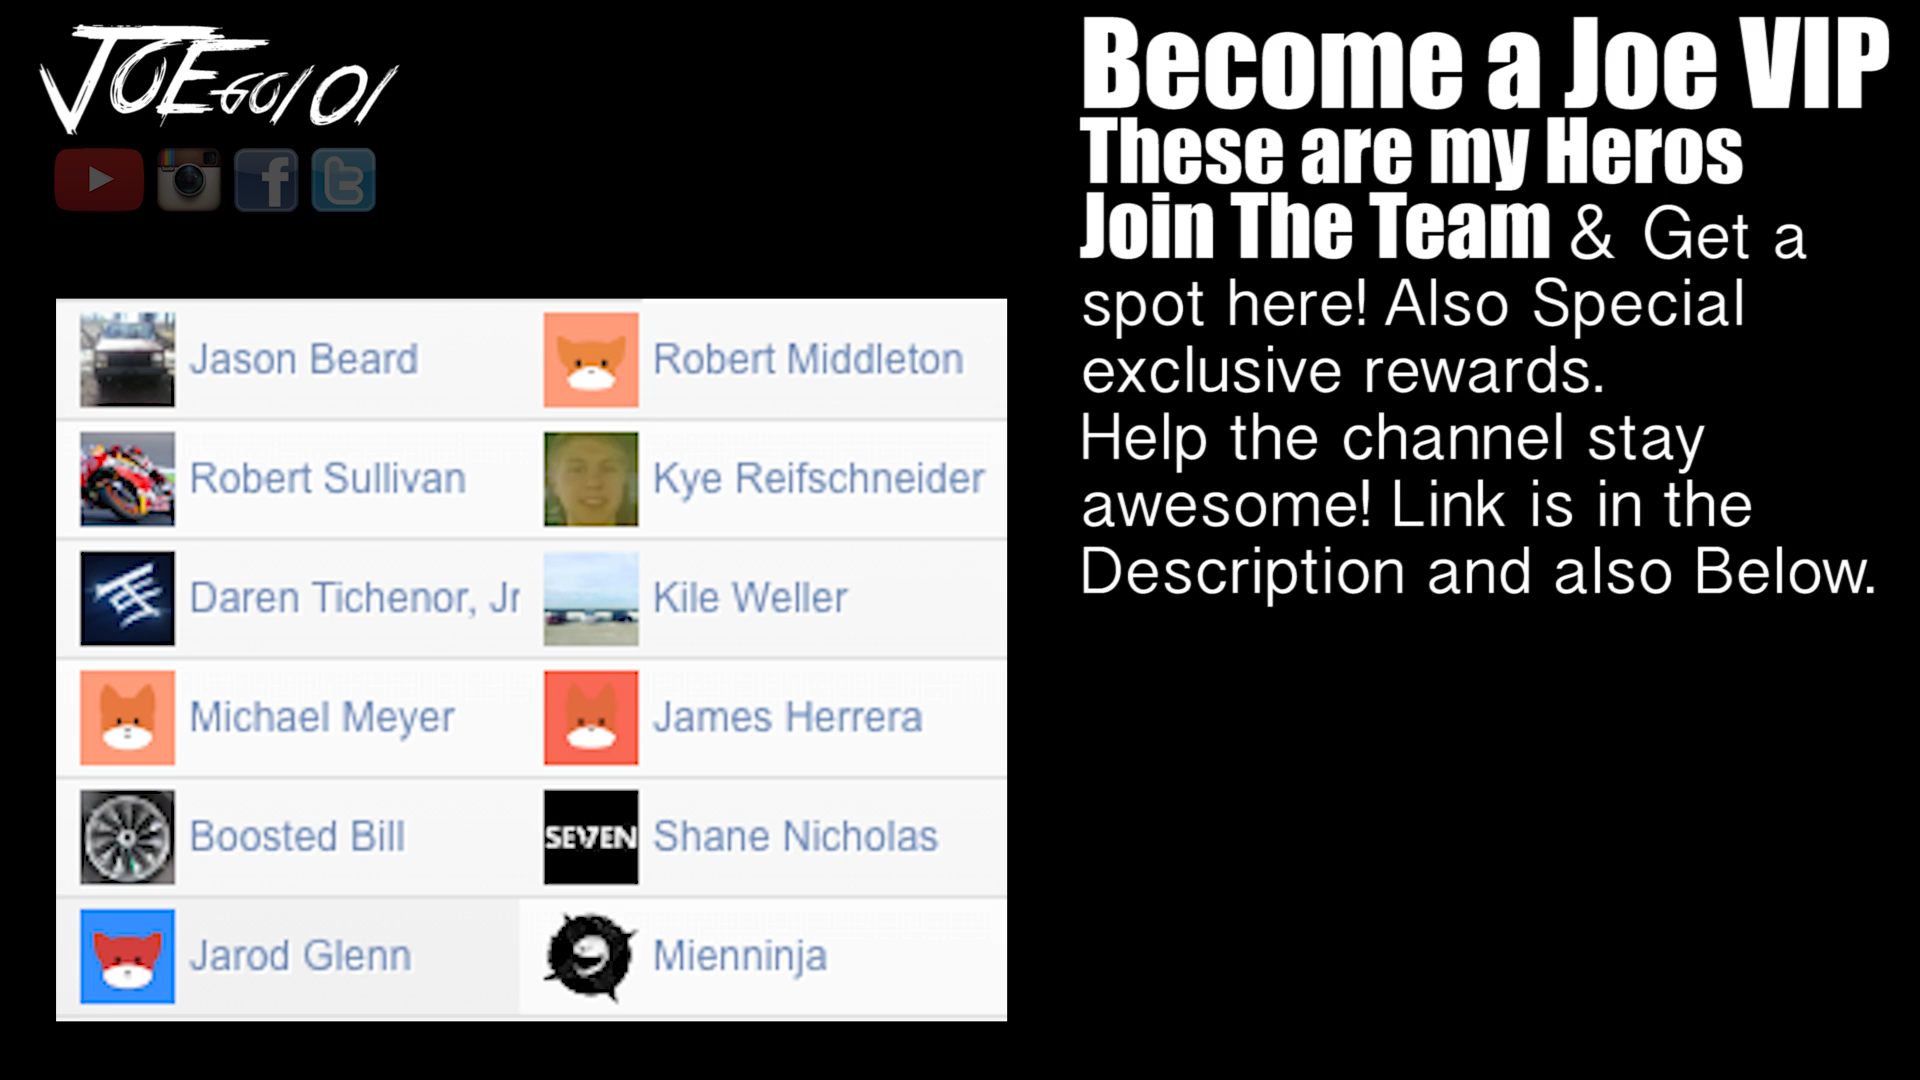 JOEGO101
Become a Joe VIP
These are my Heros
Join The Team & Get a
spot here! Also Special
exclusive rewards.
Help the channel stay
awesome! Link is in the
Description and also Below.
Jason Beard
Robert Middleton
Robert Sullivan
Kye Reifschneider
Daren Tichenor, Jr
Kile Weller
Michael Meyer
James Herrera
Boosted Bill
SEVEN
Shane Nicholas
Jarod Glenn
Mienninja